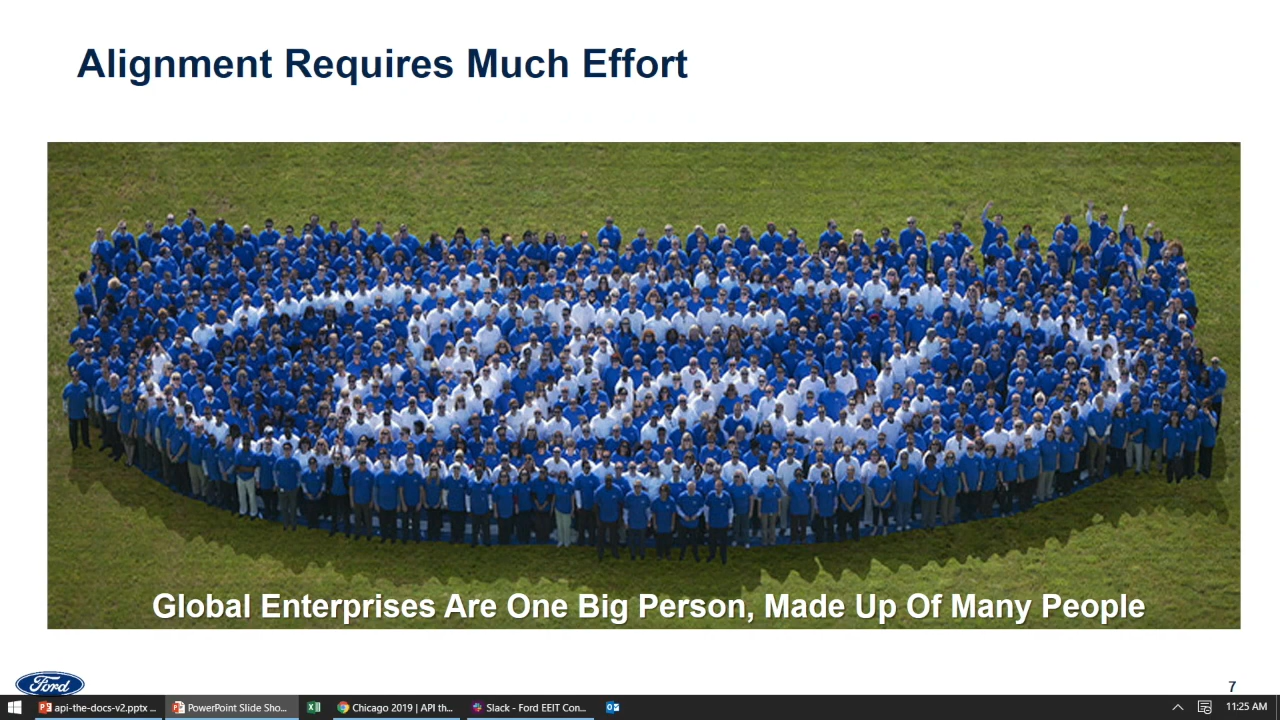 Alignment Requires Much Effort
Global Enterprises Are One Big Person, Made Up Of Many People
Ford
7
api-the-docs-v2.pptx ...
PowerPoint Slide Sho...
Chicago 2019 | API th...
Slack - Ford EEIT Con...
11:25 AM